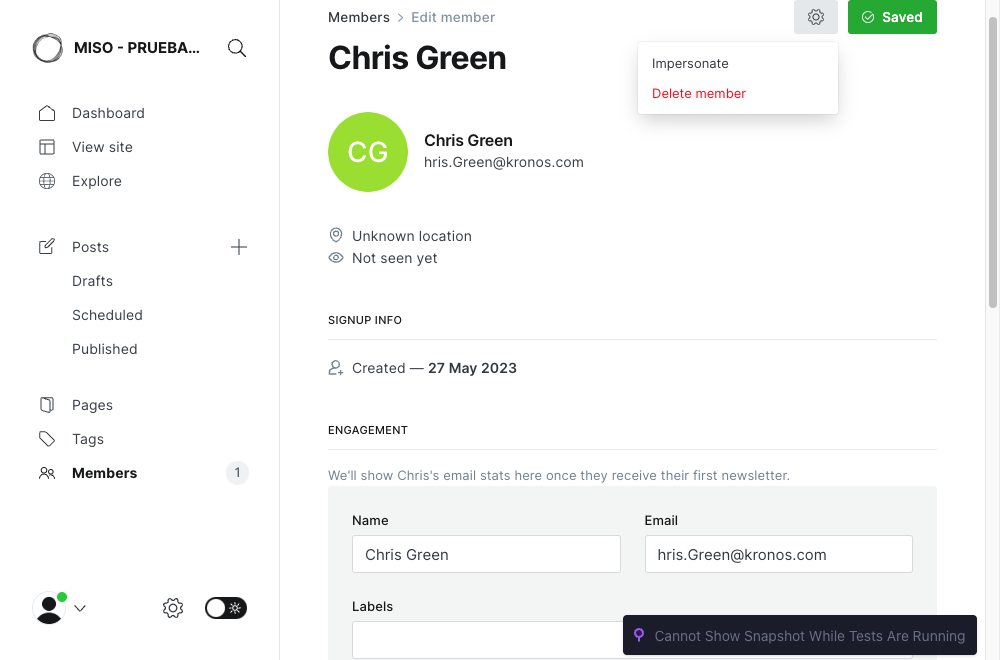 MISO - PRUEBA...
Dashboard
View site
Explore
Posts
Drafts
Scheduled
Published
Pages
Tags
Members
1
Members > Edit member
Saved
Chris Green
Impersonate
Delete member
CG
Chris Green
hris.Green@kronos.com
Unknown location
Not seen yet
SIGNUP INFO
Created — 27 May 2023
ENGAGEMENT
We'll show Chris's email stats here once they receive their first newsletter.
Name
Email
Chris Green
hris.Green@kronos.com
Labels
Cannot Show Snapshot While Tests Are Running